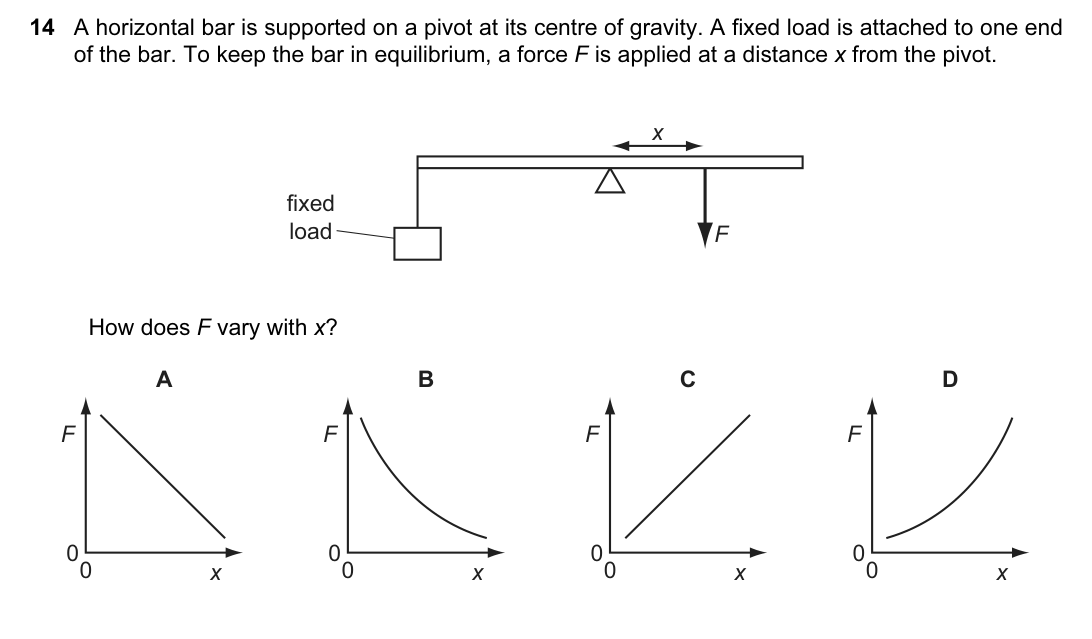 14 A horizontal bar is supported on a pivot at its centre of gravity. A fixed load is attached to one end
of the bar. To keep the bar in equilibrium, a force F is applied at a distance x from the pivot.
x
fixed
load
F
How does F vary with x?
A B C D
F F F F
0 0 0 0
0 x 0 x 0 x 0 x